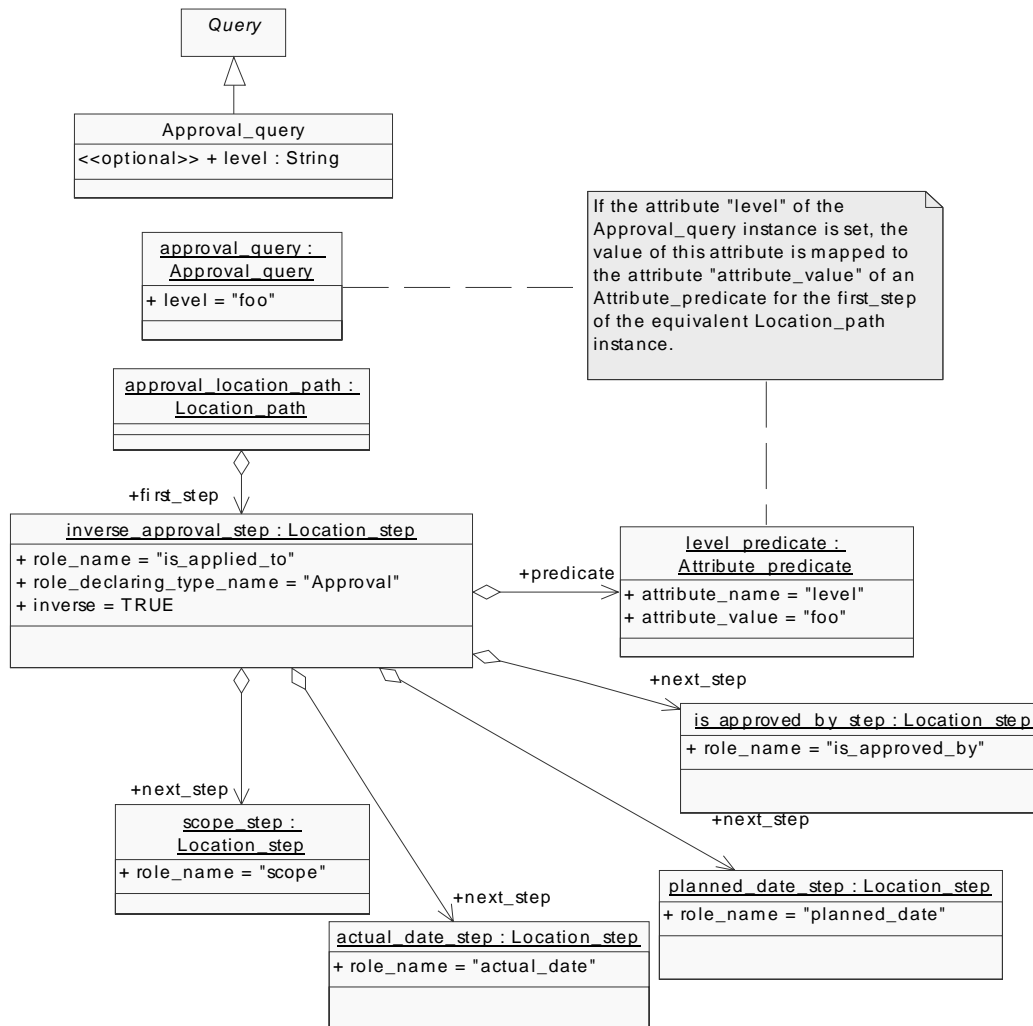 Query
Approval_query
<<optional>> + level : String
If the attribute "level" of the
Approval_query instance is set, the
value of this attribute is mapped to
the attribute "attribute_value" of an
Attribute_predicate for the first_step
of the equivalent Location_path
instance.
approval_query :
Approval_query
+ level = "foo"
approval_location_path :
Location_path
+first_step
inverse_approval_step : Location_step
+ role_name = "is_applied_to"
+ role_declaring_type_name = "Approval"
+ inverse = TRUE
+predicate
level_predicate :
Attribute_predicate
+ attribute_name = "level"
+ attribute_value = "foo"
+next_step
is_approved_by_step : Location_step
+ role_name = "is_approved_by"
+next_step
scope_step :
Location_step
+ role_name = "scope"
+next_step
planned_date_step : Location_step
+ role_name = "planned_date"
+next_step
actual_date_step : Location_step
+ role_name = "actual_date"